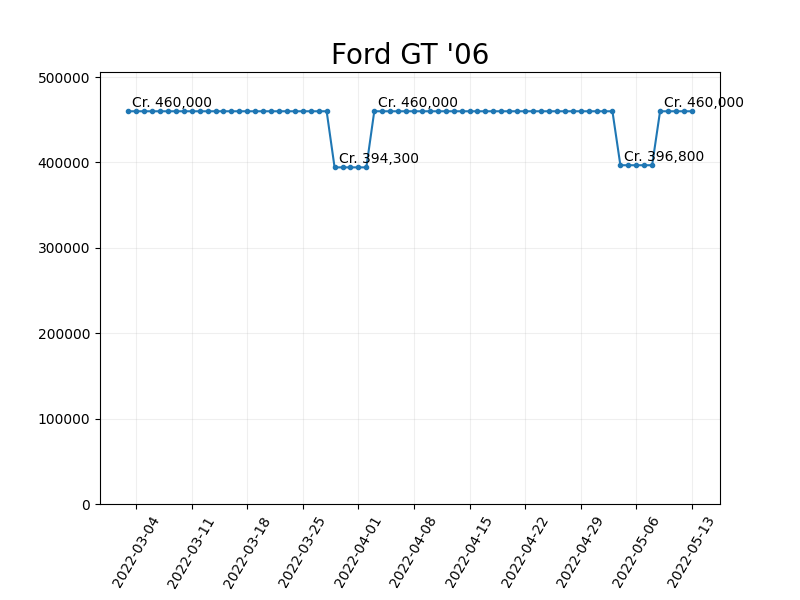 Ford GT '06
500000
400000
300000
200000
100000
0
Cr. 460,000
Cr. 394,300
Cr. 460,000
Cr. 396,800
Cr. 460,000
2022-03-04
2022-03-11
2022-03-18
2022-03-25
2022-04-01
2022-04-08
2022-04-15
2022-04-22
2022-04-29
2022-05-06
2022-05-13